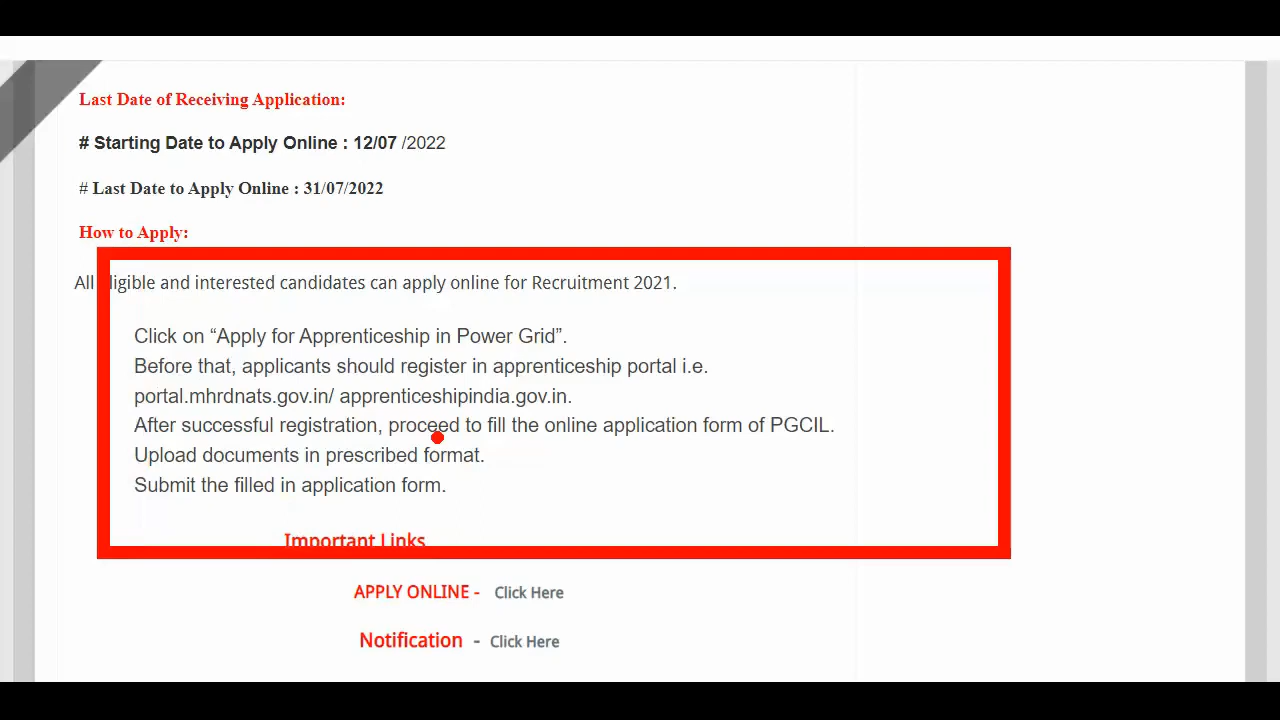 Last Date of Receiving Application:
# Starting Date to Apply Online : 12/07 /2022
# Last Date to Apply Online : 31/07/2022
How to Apply:
All eligible and interested candidates can apply online for Recruitment 2021.
Click on “Apply for Apprenticeship in Power Grid”.
Before that, applicants should register in apprenticeship portal i.e.
portal.mhrdnats.gov.in/ apprenticeshipindia.gov.in.
After successful registration, proceed to fill the online application form of PGCIL.
Upload documents in prescribed format.
Submit the filled in application form.
Important Links
APPLY ONLINE - Click Here
Notification - Click Here